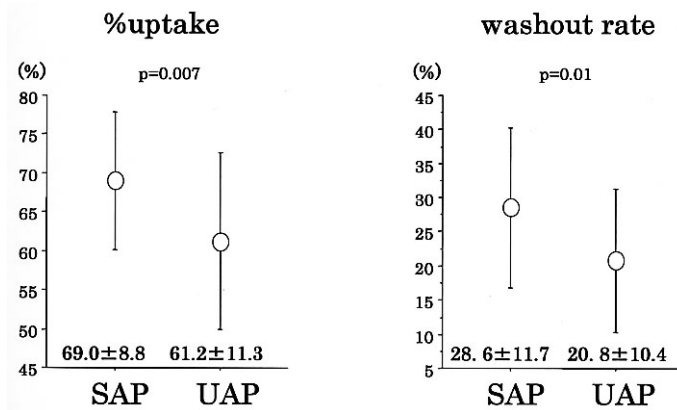 %uptake
(%)
p=0.007
80
75
70
65
60
55
50
45
69.0±8.8
61.2±11.3
SAP
UAP
washout rate
(%)
p=0.01
45
40
35
30
25
20
15
10
5
28. 6±11.7
20. 8±10.4
SAP
UAP